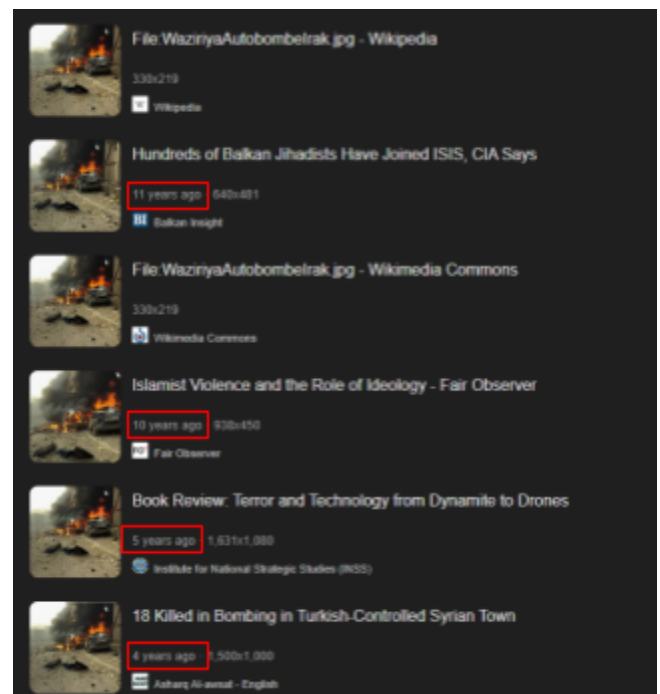 File:WaziriyaAutobombeIrak.jpg - Wikipedia
330x219
Wikipedia
Hundreds of Balkan Jihadists Have Joined ISIS, CIA Says
11 years ago · 640x481
BI Balkan Insight
File:WaziriyaAutobombeIrak.jpg - Wikimedia Commons
330x219
Wikimedia Commons
Islamist Violence and the Role of Ideology - Fair Observer
10 years ago · 938x450
Fair Observer
Book Review: Terror and Technology from Dynamite to Drones
5 years ago · 1,631x1,080
Institute for National Strategic Studies (INSS)
18 Killed in Bombing in Turkish-Controlled Syrian Town
4 years ago · 1,500x1,000
Asharq Al-awsat - English